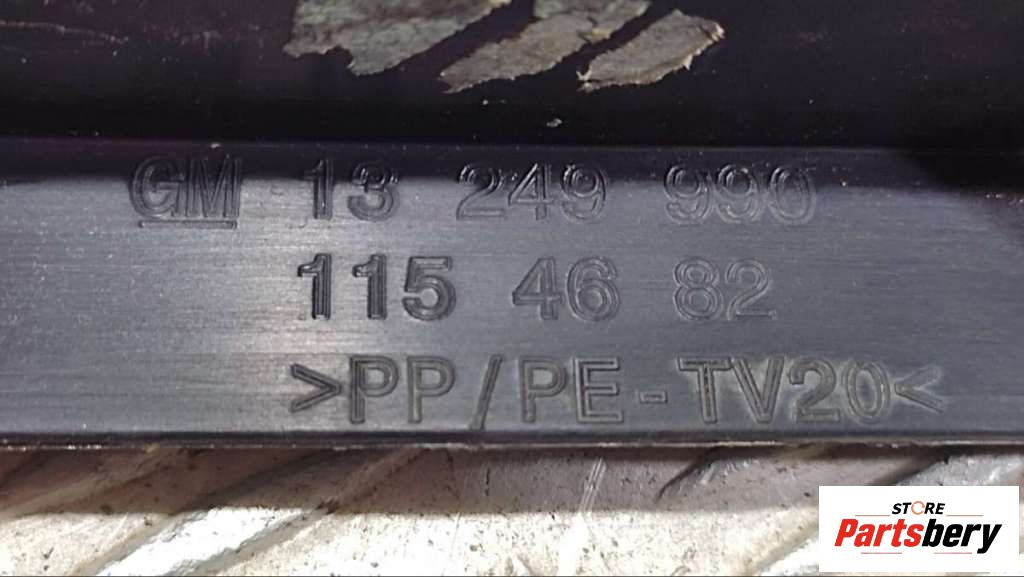 GM 13 249 990
115 46 82
>PP/PE-TV20<
STORE
Partsbery